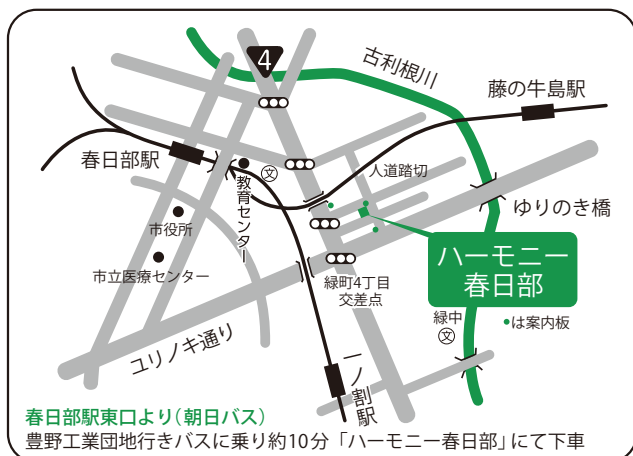 4
古利根川
藤の牛島駅
春日部駅
文
人道踏切
教育センター
市役所
ゆりのき橋
市立医療センター
ハーモニー
春日部
緑町4丁目
交差点
緑中
文
●は案内板
ユリノキ通り
一ノ割駅
春日部駅東口より（朝日バス）
豊野工業団地行きバスに乗り約10分「ハーモニー春日部」にて下車